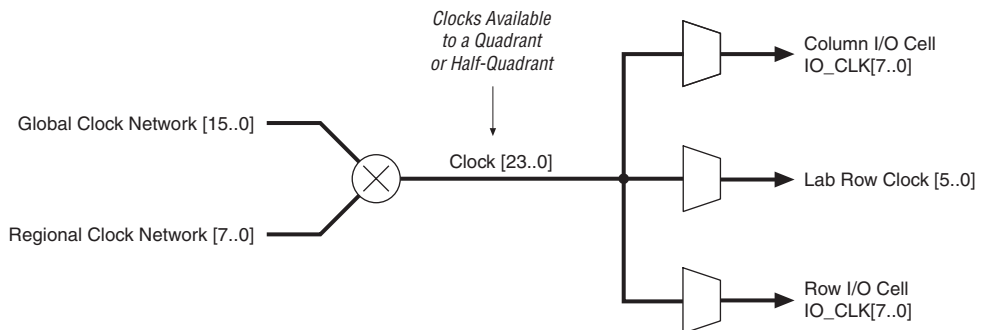 Clocks Available
to a Quadrant
or Half-Quadrant
Column I/O Cell
IO_CLK[7..0]
Global Clock Network [15..0]
Clock [23..0]
Lab Row Clock [5..0]
Regional Clock Network [7..0]
Row I/O Cell
IO_CLK[7..0]